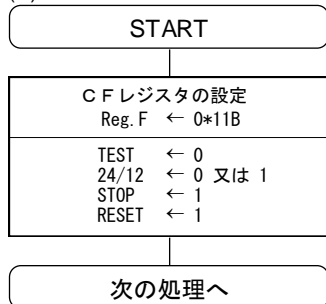 START
ＣＦレジスタの設定
Reg.F ← 0*11B
TEST ← 0
24/12 ← 0 又は 1
STOP ← 1
RESET ← 1
次の処理へ